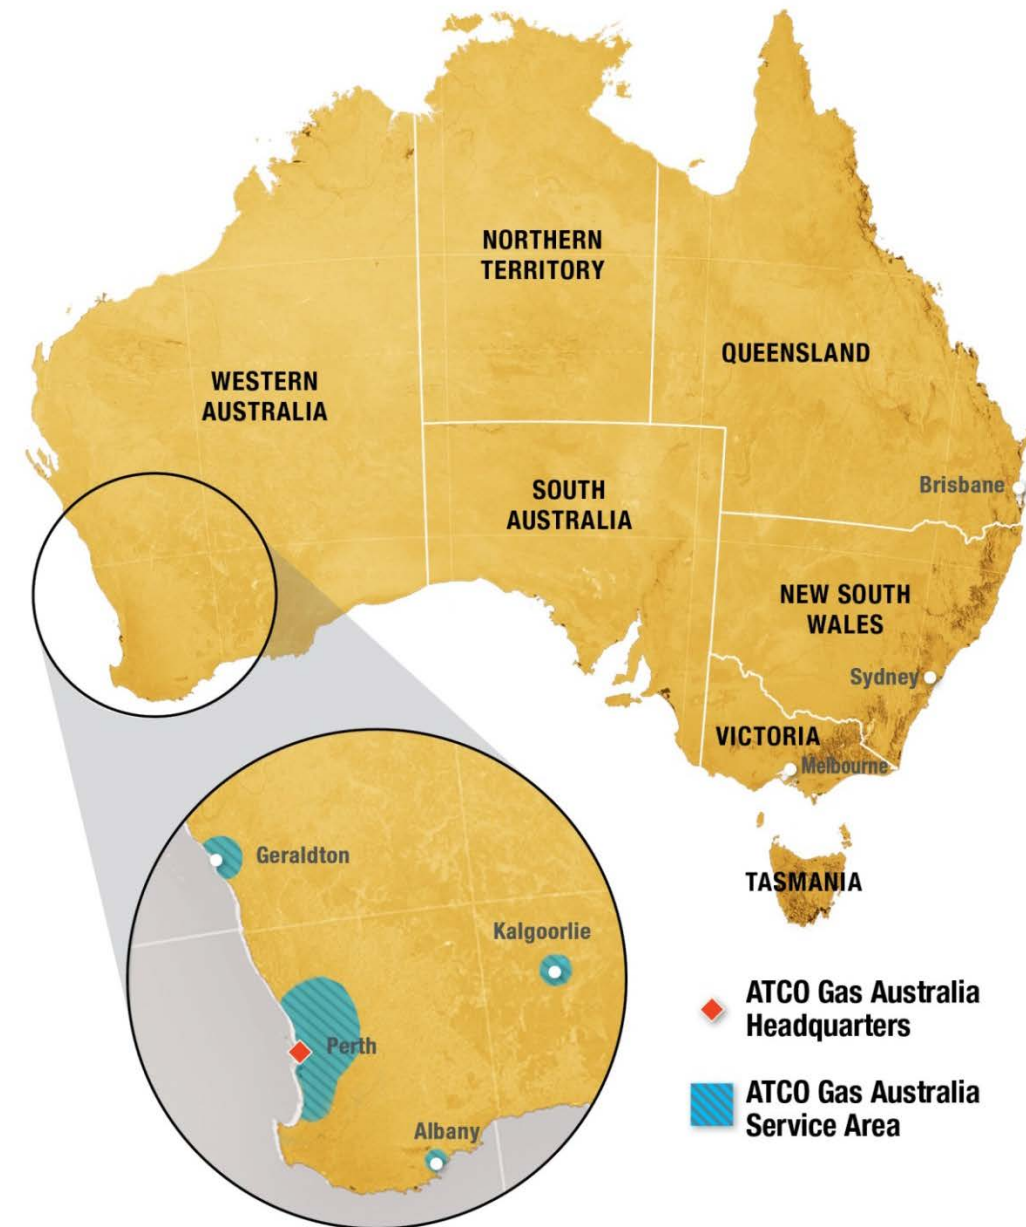 NORTHERN
TERRITORY
QUEENSLAND
WESTERN
AUSTRALIA
SOUTH
AUSTRALIA
Brisbane
NEW SOUTH
WALES
Sydney
VICTORIA
Melbourne
TASMANIA
Geraldton
Kalgoorlie
Perth
Albany
ATCO Gas Australia
Headquarters
ATCO Gas Australia
Service Area